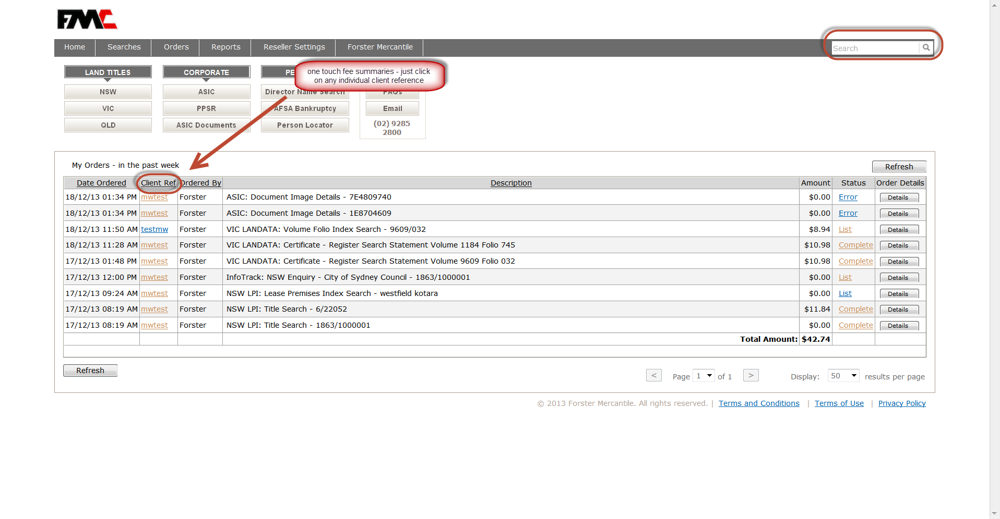 FMC
Home Searches Orders Reports Reseller Settings Forster Mercantile Search
one touch fee summaries - just click
on any individual client reference
LAND TITLES CORPORATE PE
NSW ASIC Director Name Search FAQs
VIC PPSR AFSA Bankruptcy Email
QLD ASIC Documents Person Locator (02) 9285
2800
My Orders - in the past week Refresh
Date Ordered Client Ref Ordered By Description Amount Status Order Details
18/12/13 01:34 PM mwtest Forster ASIC: Document Image Details - 7E4809740 $0.00 Error Details
18/12/13 01:34 PM mwtest Forster ASIC: Document Image Details - 1E8704609 $0.00 Error Details
18/12/13 11:50 AM testmw Forster VIC LANDATA: Volume Folio Index Search - 9609/032 $8.94 List Details
18/12/13 11:28 AM mwtest Forster VIC LANDATA: Certificate - Register Search Statement Volume 1184 Folio 745 $10.98 Complete Details
17/12/13 01:48 PM mwtest Forster VIC LANDATA: Certificate - Register Search Statement Volume 9609 Folio 032 $10.98 Complete Details
17/12/13 12:00 PM mwtest Forster InfoTrack: NSW Enquiry - City of Sydney Council - 1863/1000001 $0.00 List Details
17/12/13 09:24 AM mwtest Forster NSW LPI: Lease Premises Index Search - westfield kotara $0.00 List Details
17/12/13 08:19 AM mwtest Forster NSW LPI: Title Search - 6/22052 $11.84 Complete Details
17/12/13 08:19 AM mwtest Forster NSW LPI: Title Search - 1863/1000001 $0.00 Complete Details
Total Amount: $42.74
Refresh < Page 1 of 1 > Display: 50 results per page
© 2013 Forster Mercantile. All rights reserved. | Terms and Conditions | Terms of Use | Privacy Policy